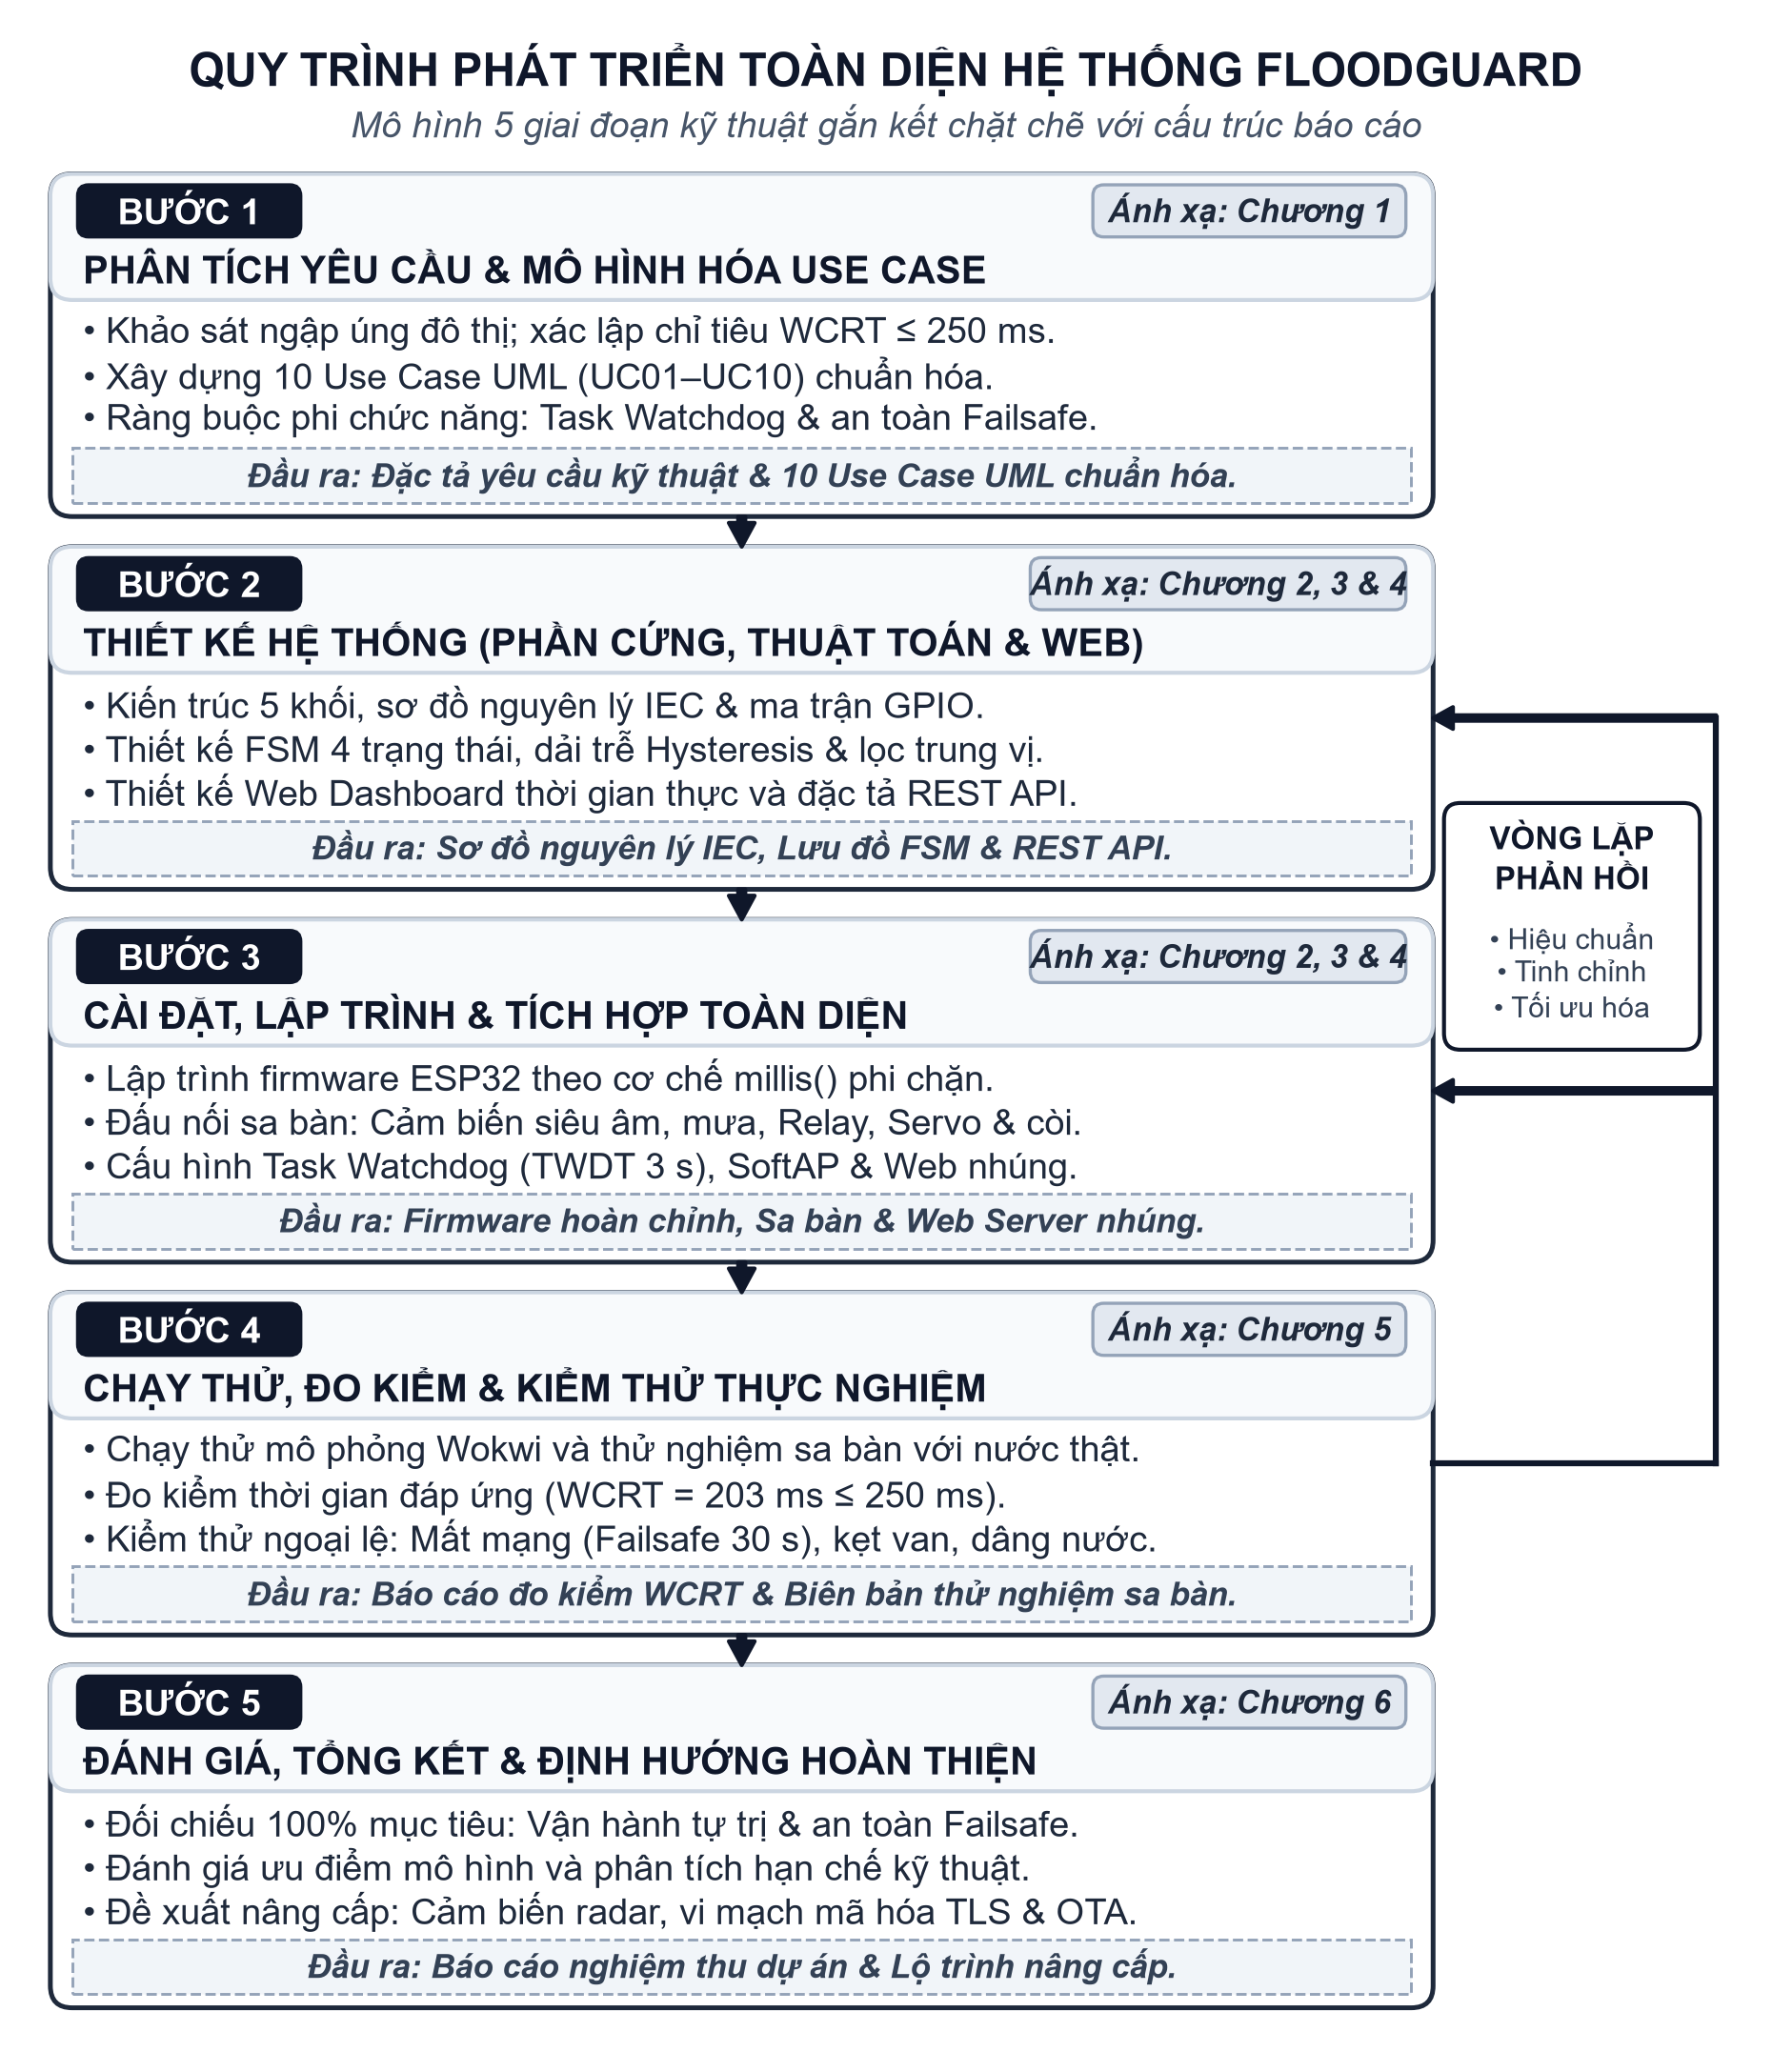 QUY TRÌNH PHÁT TRIỂN TOÀN DIỆN HỆ THỐNG FLOODGUARD
Mô hình 5 giai đoạn kỹ thuật gắn kết chặt chẽ với cấu trúc báo cáo
BƯỚC 1
Ánh xạ: Chương 1
PHÂN TÍCH YÊU CẦU & MÔ HÌNH HÓA USE CASE
• Khảo sát ngập úng đô thị; xác lập chỉ tiêu WCRT ≤ 250 ms.
• Xây dựng 10 Use Case UML (UC01–UC10) chuẩn hóa.
• Ràng buộc phi chức năng: Task Watchdog & an toàn Failsafe.
Đầu ra: Đặc tả yêu cầu kỹ thuật & 10 Use Case UML chuẩn hóa.
BƯỚC 2
Ánh xạ: Chương 2, 3 & 4
THIẾT KẾ HỆ THỐNG (PHẦN CỨNG, THUẬT TOÁN & WEB)
• Kiến trúc 5 khối, sơ đồ nguyên lý IEC & ma trận GPIO.
• Thiết kế FSM 4 trạng thái, dải trễ Hysteresis & lọc trung vị.
• Thiết kế Web Dashboard thời gian thực và đặc tả REST API.
Đầu ra: Sơ đồ nguyên lý IEC, Lưu đồ FSM & REST API.
VÒNG LẶP
PHẢN HỒI
• Hiệu chuẩn
• Tinh chỉnh
• Tối ưu hóa
BƯỚC 3
Ánh xạ: Chương 2, 3 & 4
CÀI ĐẶT, LẬP TRÌNH & TÍCH HỢP TOÀN DIỆN
• Lập trình firmware ESP32 theo cơ chế millis() phi chặn.
• Đấu nối sa bàn: Cảm biến siêu âm, mưa, Relay, Servo & còi.
• Cấu hình Task Watchdog (TWDT 3 s), SoftAP & Web nhúng.
Đầu ra: Firmware hoàn chỉnh, Sa bàn & Web Server nhúng.
BƯỚC 4
Ánh xạ: Chương 5
CHẠY THỬ, ĐO KIỂM & KIỂM THỬ THỰC NGHIỆM
• Chạy thử mô phỏng Wokwi và thử nghiệm sa bàn với nước thật.
• Đo kiểm thời gian đáp ứng (WCRT = 203 ms ≤ 250 ms).
• Kiểm thử ngoại lệ: Mất mạng (Failsafe 30 s), kẹt van, dâng nước.
Đầu ra: Báo cáo đo kiểm WCRT & Biên bản thử nghiệm sa bàn.
BƯỚC 5
Ánh xạ: Chương 6
ĐÁNH GIÁ, TỔNG KẾT & ĐỊNH HƯỚNG HOÀN THIỆN
• Đối chiếu 100% mục tiêu: Vận hành tự trị & an toàn Failsafe.
• Đánh giá ưu điểm mô hình và phân tích hạn chế kỹ thuật.
• Đề xuất nâng cấp: Cảm biến radar, vi mạch mã hóa TLS & OTA.
Đầu ra: Báo cáo nghiệm thu dự án & Lộ trình nâng cấp.